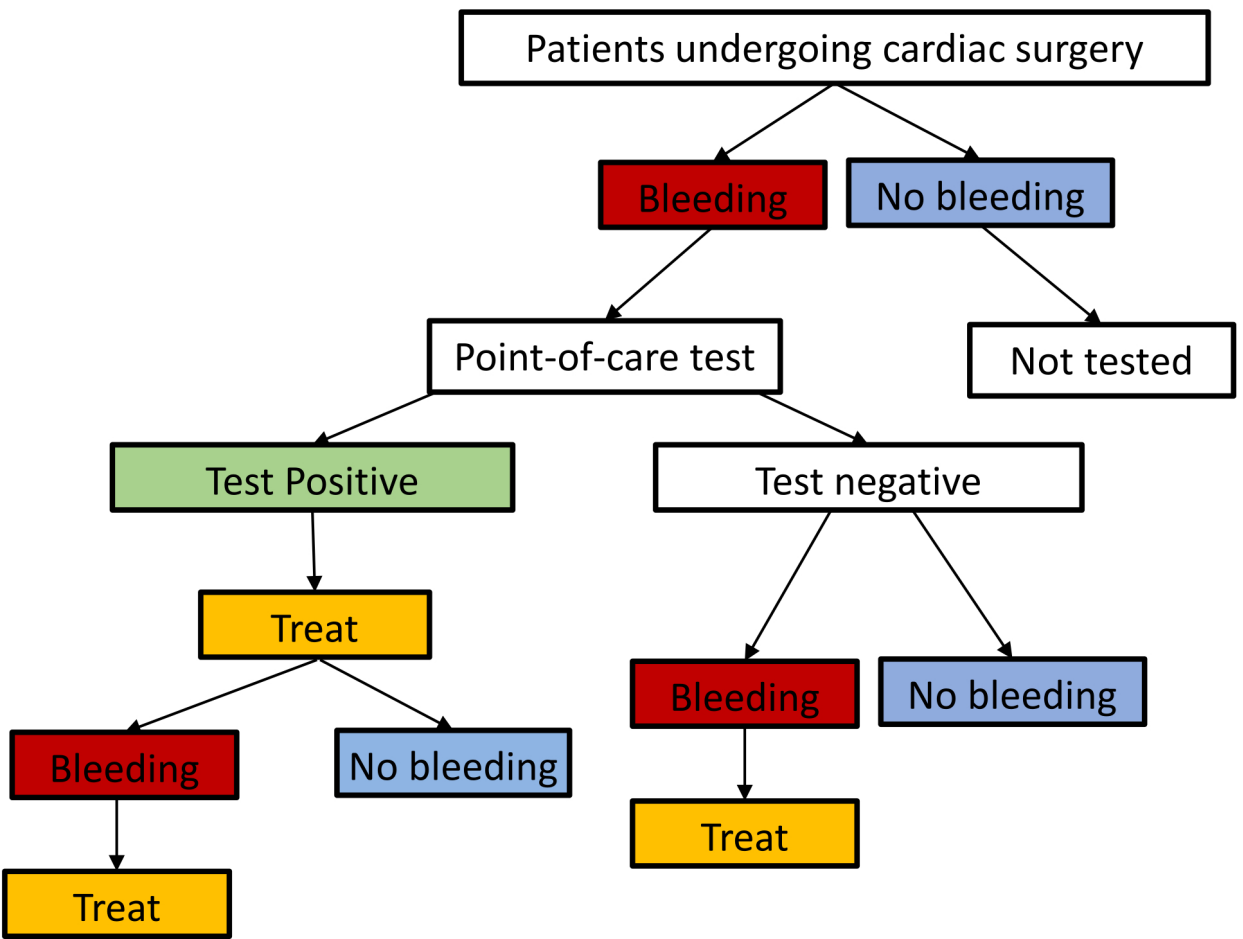 Patients undergoing cardiac surgery
Bleeding
No bleeding
Point-of-care test
Not tested
Test Positive
Test negative
Treat
Bleeding
No bleeding
Bleeding
No bleeding
Treat
Treat